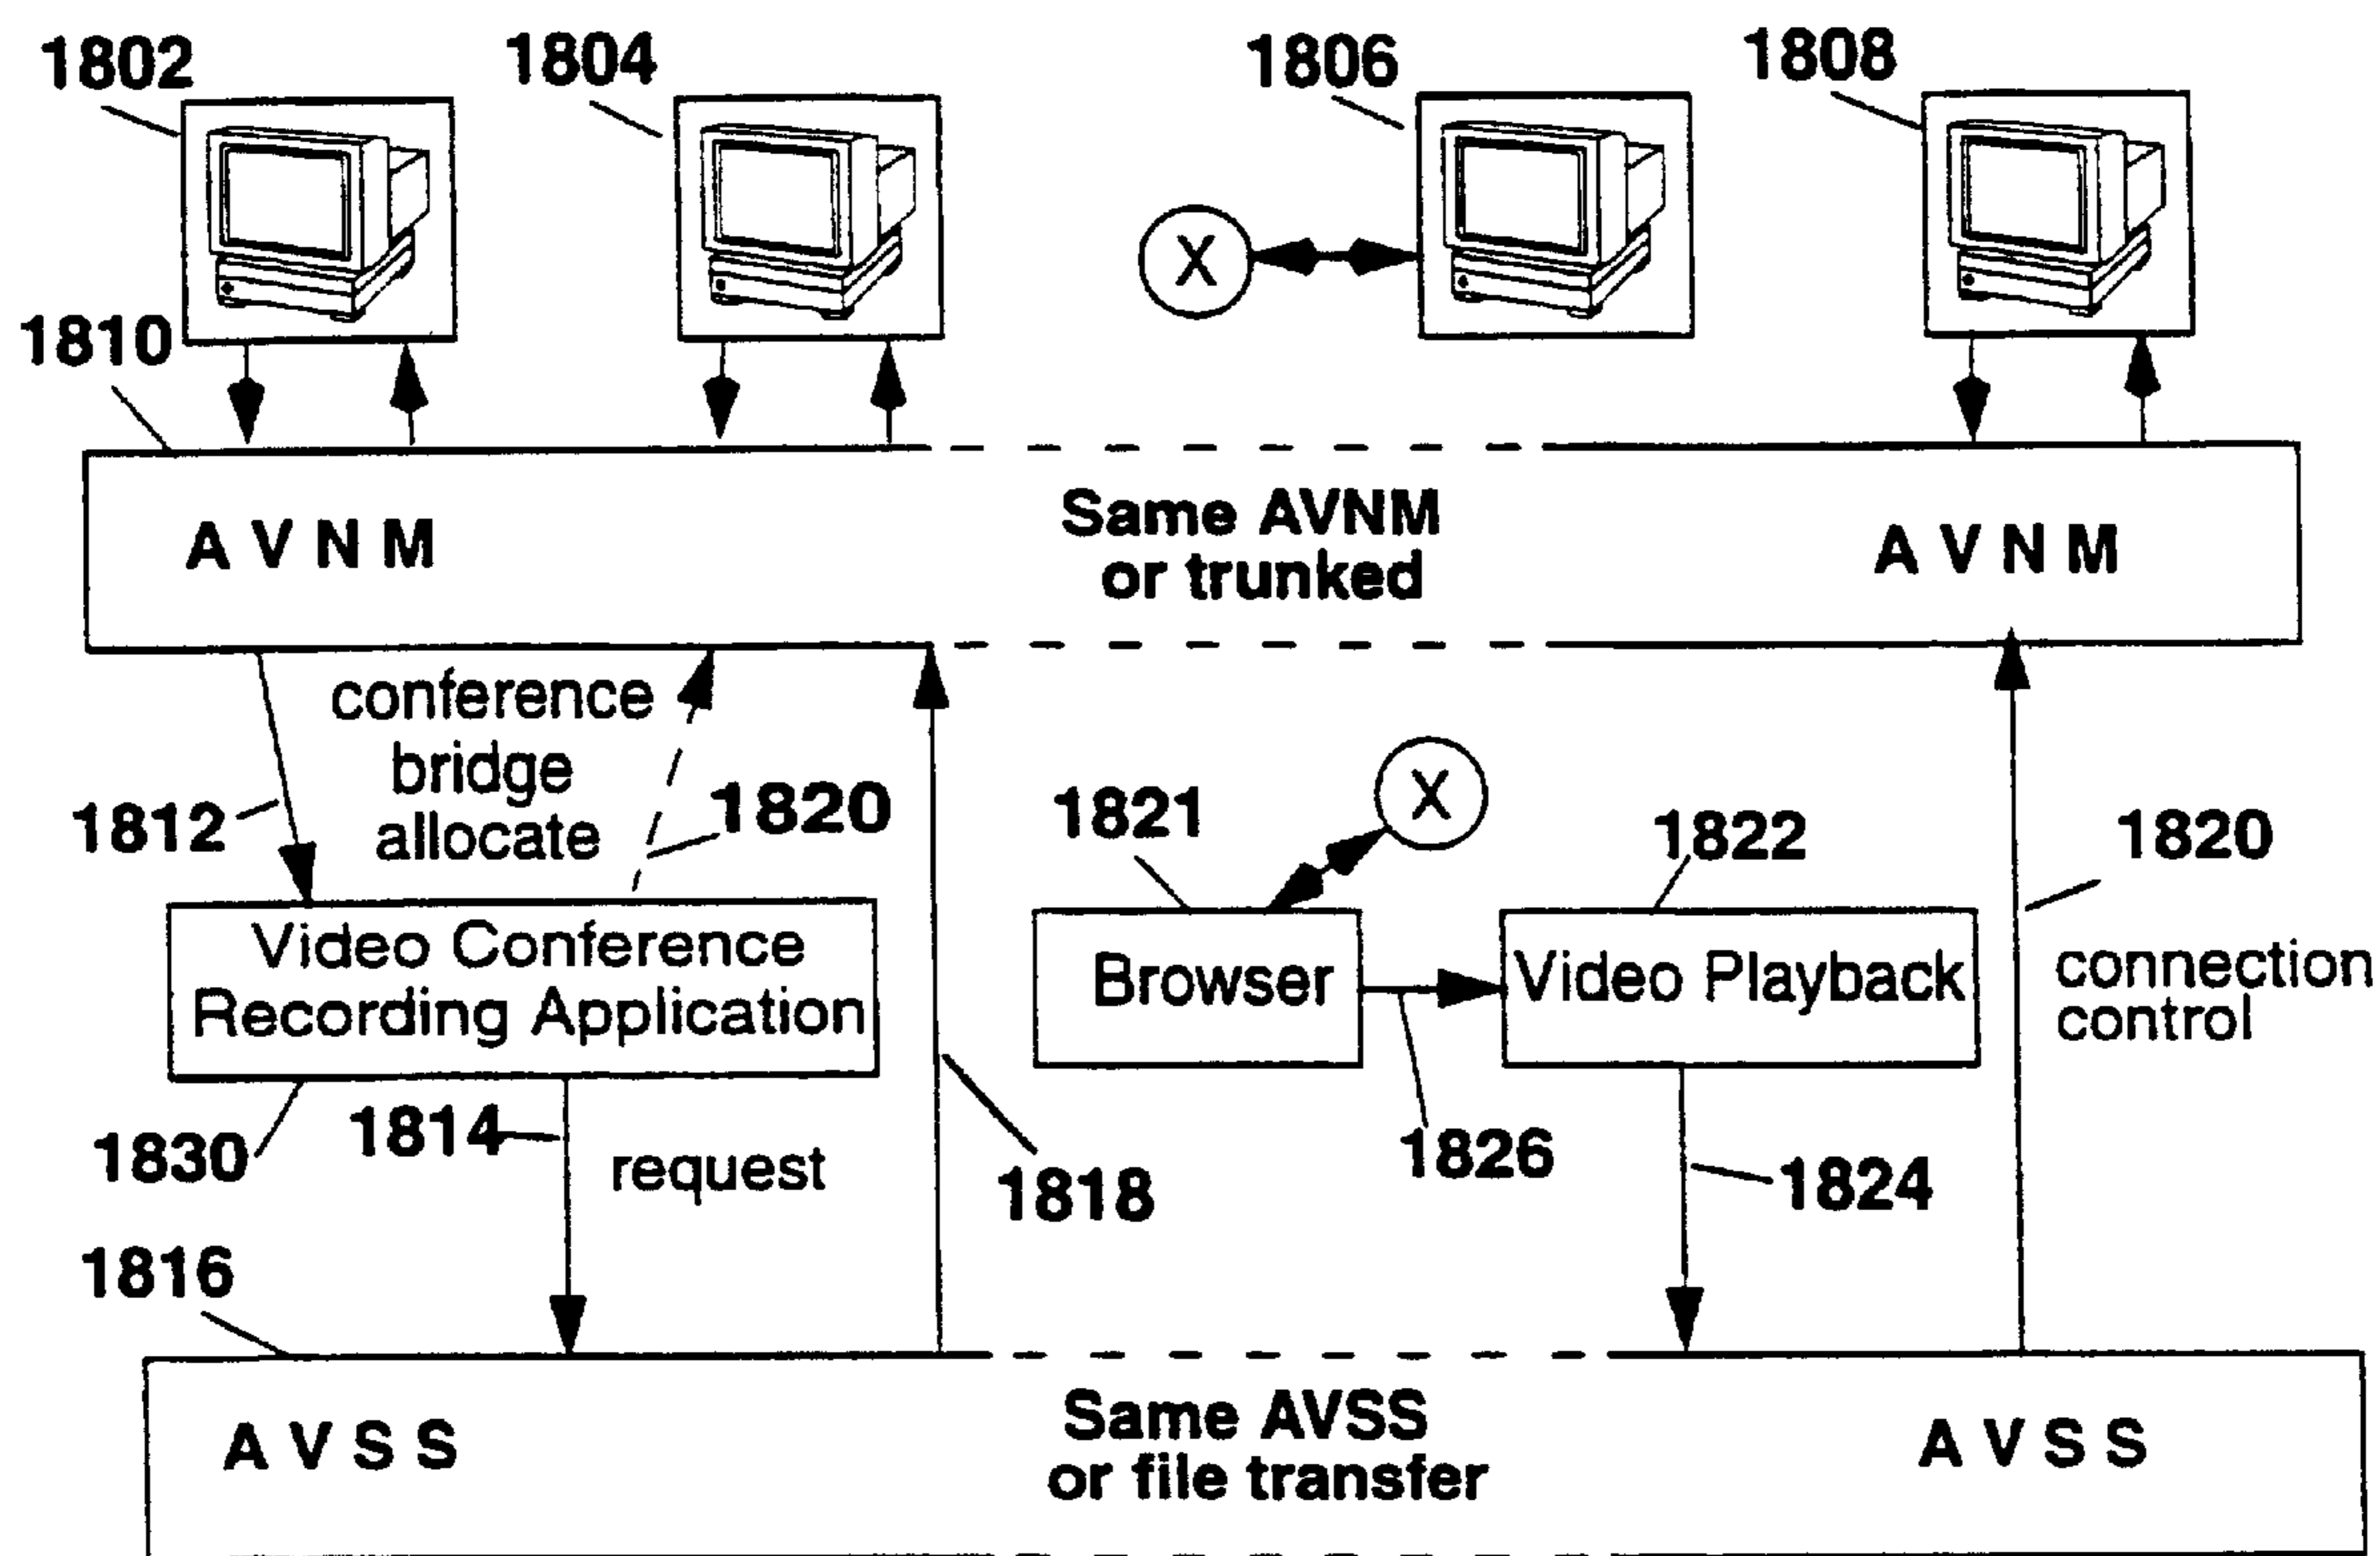 1802
1804
1806
1808
X
1810
A V N M
Same AVNM
or trunked
A V N M
conference
bridge
allocate
1812
1820
X
1821
1822
1820
Video Conference
Recording Application
Browser
Video Playback
connection
control
1830
1814
request
1818
1826
1824
1816
A V S S
Same AVSS
or file transfer
A V S S